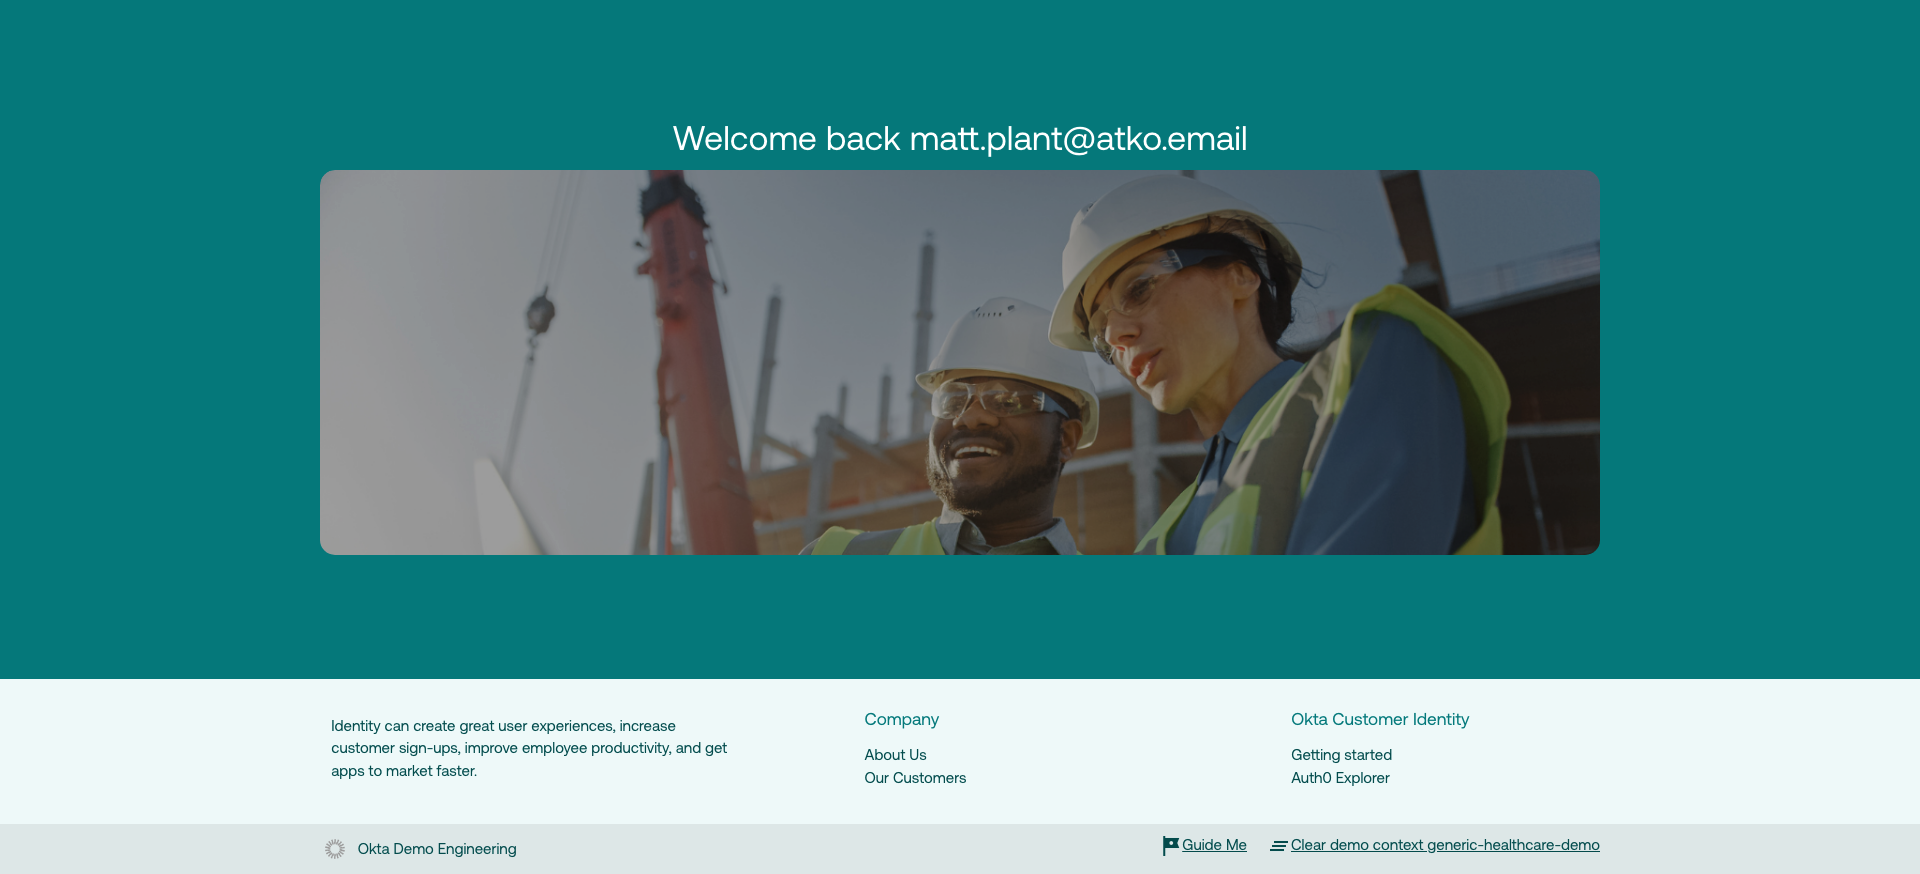 Welcome back matt.plant@atko.email
Identity can create great user experiences, increase
customer sign-ups, improve employee productivity, and get
apps to market faster.
Company
About Us
Our Customers
Okta Customer Identity
Getting started
Auth0 Explorer
Okta Demo Engineering
Guide Me
Clear demo context generic-healthcare-demo